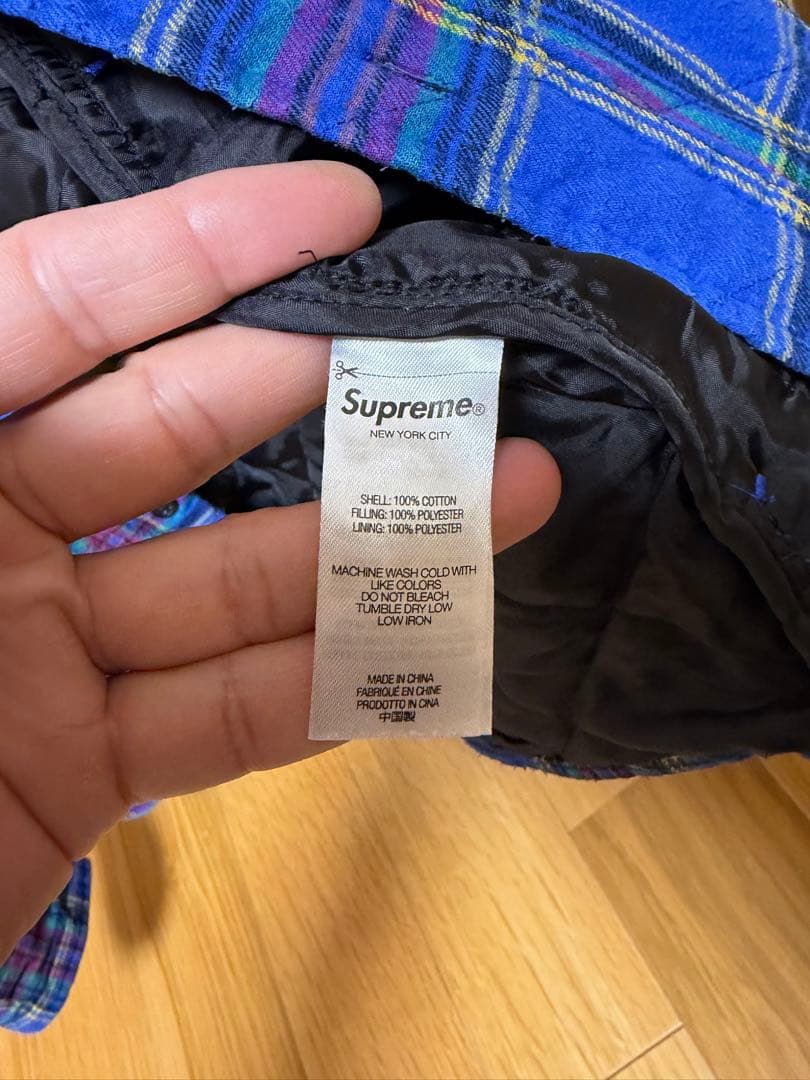 Supreme®
NEW YORK CITY
SHELL: 100% COTTON
FILLING: 100% POLYESTER
LINING: 100% POLYESTER
MACHINE WASH COLD WITH
LIKE COLORS
DO NOT BLEACH
TUMBLE DRY LOW
LOW IRON
MADE IN CHINA
FABRIQUÉ EN CHINE
PRODOTTO IN CINA
中国製